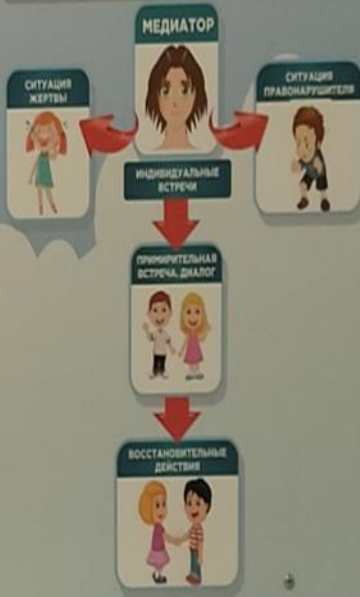 МЕДИАТОР
СИТУАЦИЯ
ЖЕРТВЫ
СИТУАЦИЯ
ПРАВОНАРУШИТЕЛЯ
ИНДИВИДУАЛЬНЫЕ
ВСТРЕЧИ
ПРИМИРИТЕЛЬНАЯ
ВСТРЕЧА, ДИАЛОГ
ВОССТАНОВИТЕЛЬНЫЕ
ДЕЙСТВИЯ